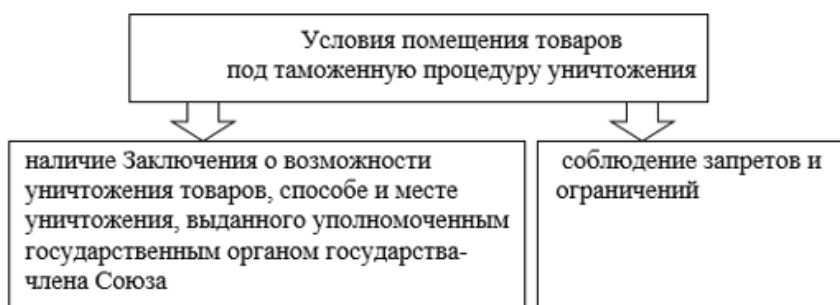 Условия помещения товаров
под таможенную процедуру уничтожения
наличие Заключения о возможности
уничтожения товаров, способе и месте
уничтожения, выданного уполномоченным
государственным органом государства-
члена Союза
соблюдение запретов и
ограничений